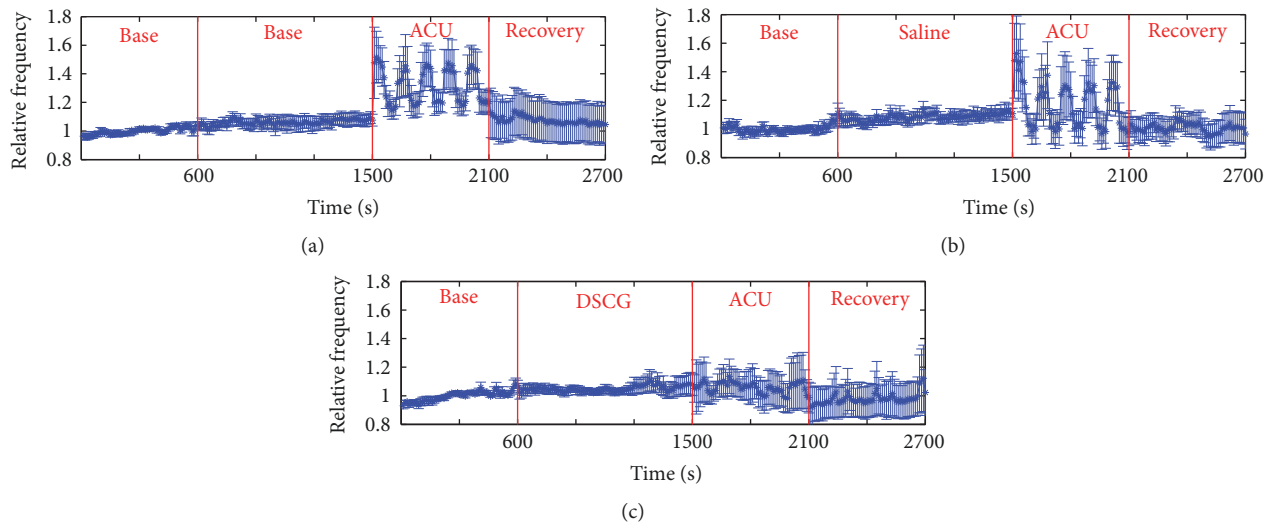 1.8
1.6
1.4
1.2
1
0.8
Relative frequency
Base
Base
ACU
Recovery
600
1500
2100
2700
Time (s)
(a)
1.8
1.6
1.4
1.2
1
0.8
Relative frequency
Base
Saline
ACU
Recovery
600
1500
2100
2700
Time (s)
(b)
1.8
1.6
1.4
1.2
1
0.8
Relative frequency
Base
DSCG
ACU
Recovery
600
1500
2100
2700
Time (s)
(c)